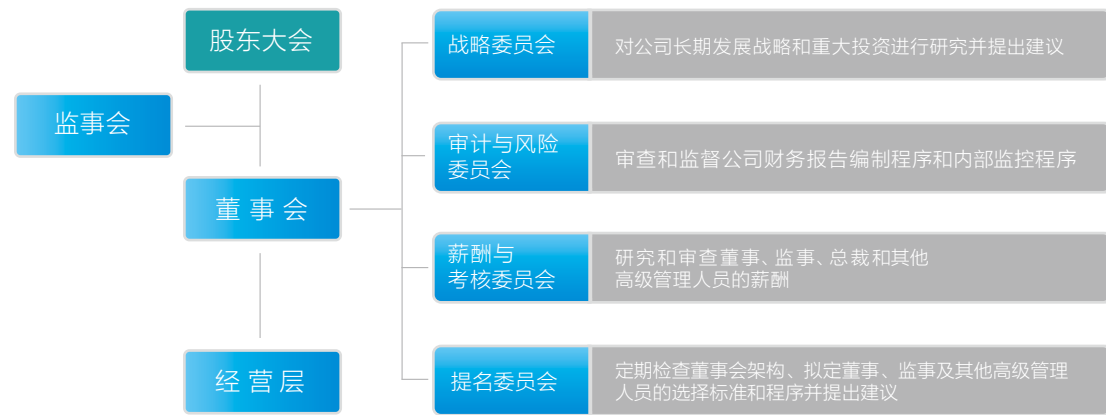 股东大会
监事会
董事会
经营层
战略委员会
对公司长期发展战略和重大投资进行研究并提出建议
审计与风险
委员会
审查和监督公司财务报告编制程序和内部监控程序
薪酬与
考核委员会
研究和审查董事、监事、总裁和其他
高级管理人员的薪酬
提名委员会
定期检查董事会架构、拟定董事、监事及其他高级管理
人员的选择标准和程序并提出建议